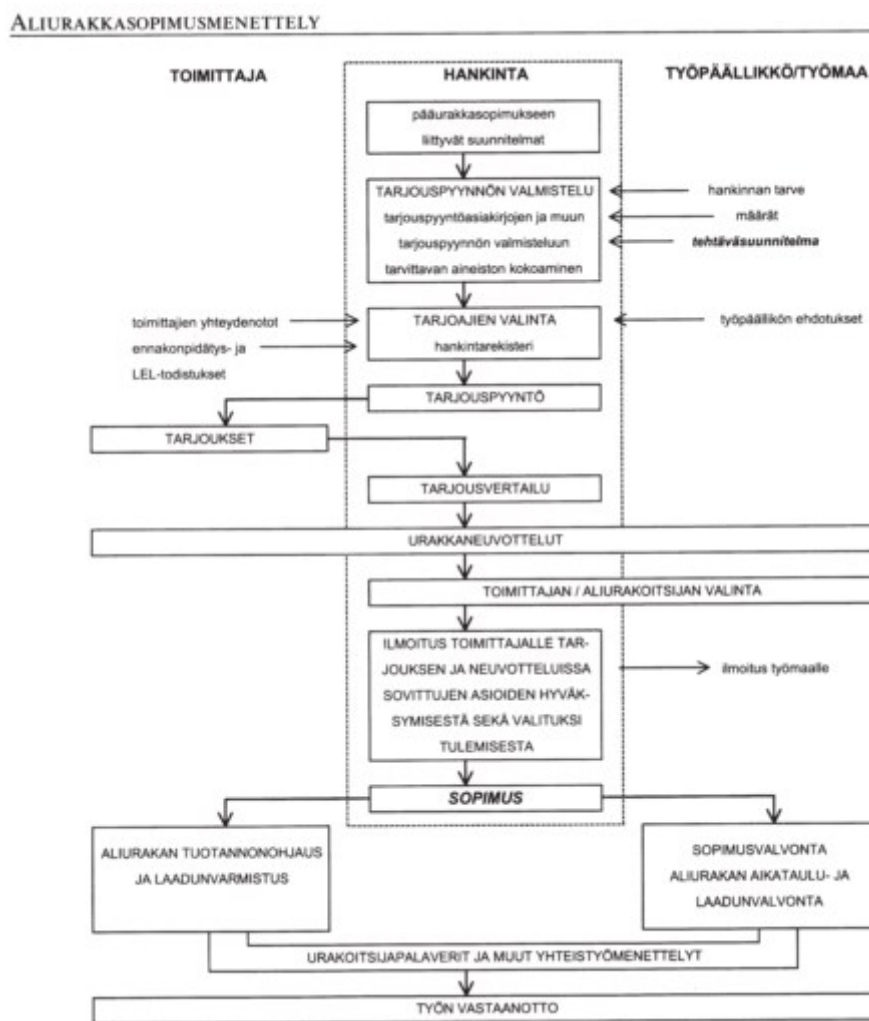 ALIURAKKASOPIMUSMENETTELY
TOIMITTAJA
HANKINTA
TYÖPÄÄLLIKKÖ/TYÖMAA
pääurakkasopimukseen
liittyvät suunnitelmat
TARJOUSPYYNNÖN VALMISTELU
tarjouspyyntöasiakirjojen ja muun
tarjouspyynnön valmisteluun
tarvittavan aineiston kokoaminen
hankinnan tarve
määrät
tehtäväsuunnitelma
toimittajien yhteydenotot
ennakonpidätys- ja
LEL-todistukset
TARJOAJIEN VALINTA
hankintarekisteri
työpäällikön ehdotukset
TARJOUSPYYNTÖ
TARJOUKSET
TARJOUSVERTAILU
URAKKANEUVOTTELUT
TOIMITTAJAN / ALIURAKOITSIJAN VALINTA
ILMOITUS TOIMITTAJALLE TAR-
JOUKSEN JA NEUVOTTELUISSA
SOVITTUJEN ASIOIDEN HYVÄK-
SYMISESTÄ SEKÄ VALITUKSI
TULEMISESTA
ilmoitus työmaalle
SOPIMUS
ALIURAKAN TUOTANNONOHJAUS
JA LAADUNVARMISTUS
SOPIMUSVALVONTA
ALIURAKAN AIKATAULU- JA
LAADUNVALVONTA
URAKOITSIJAPALAVERIT JA MUUT YHTEISTYÖMENETTELYT
TYÖN VASTAANOTTO